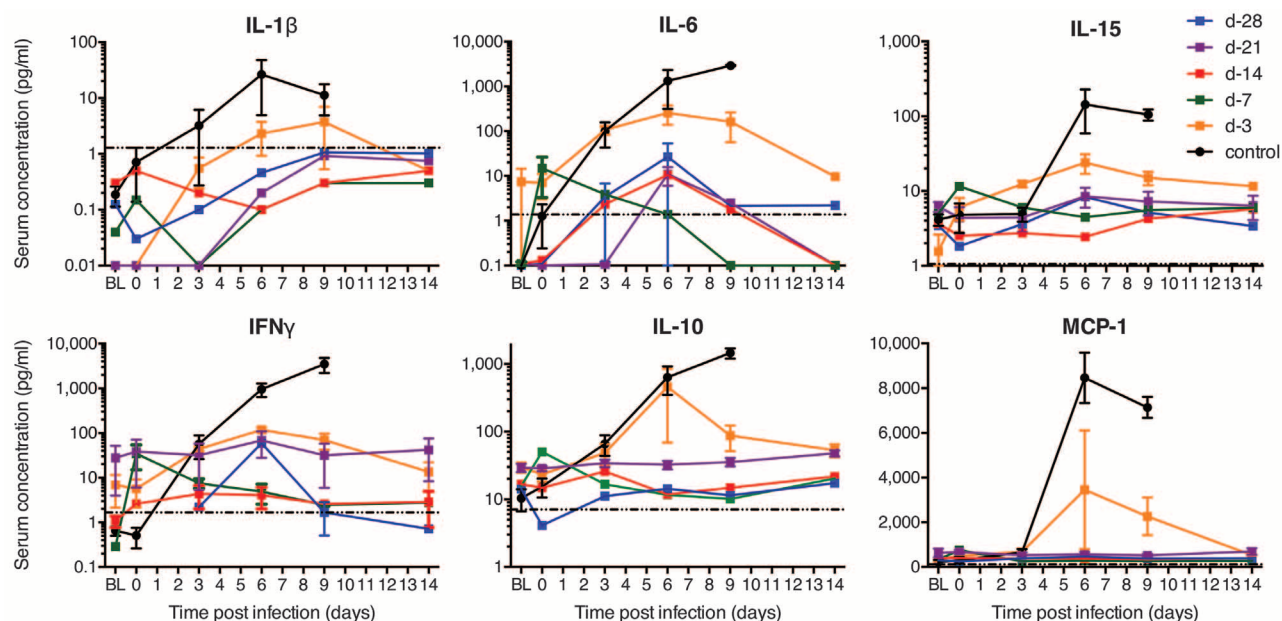 IL-1β IL-6 IL-15
Serum concentration (pg/ml)
100
10
1
0.1
0.01
BL 0 1 2 3 4 5 6 7 8 9 10 11 12 13 14
10,000
1,000
100
10
1
0.1
BL 0 1 2 3 4 5 6 7 8 9 10 11 12 13 14
1,000
100
10
1
BL 0 1 2 3 4 5 6 7 8 9 10 11 12 13 14
d-28
d-21
d-14
d-7
d-3
control
IFNγ IL-10 MCP-1
Serum concentration (pg/ml)
10,000
1,000
100
10
1
0.1
BL 0 1 2 3 4 5 6 7 8 9 10 11 12 13 14
Time post infection (days)
1,000
100
10
1
BL 0 1 2 3 4 5 6 7 8 9 10 11 12 13 14
Time post infection (days)
10,000
8,000
6,000
4,000
2,000
0
BL 0 1 2 3 4 5 6 7 8 9 10 11 12 13 14
Time post infection (days)